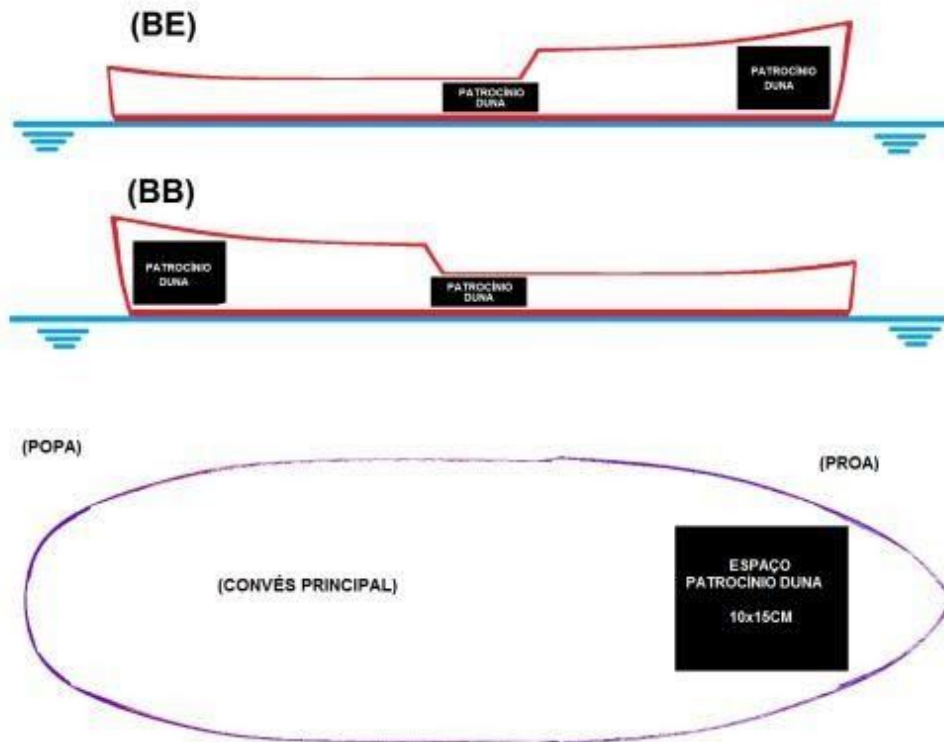 (BE)
PATROCÍNIO
DUNA
PATROCÍNIO
DUNA
(BB)
PATROCÍNIO
DUNA
PATROCÍNIO
DUNA
(POPA)
(PROA)
(CONVÉS PRINCIPAL)
ESPAÇO
PATROCÍNIO DUNA
10x15CM